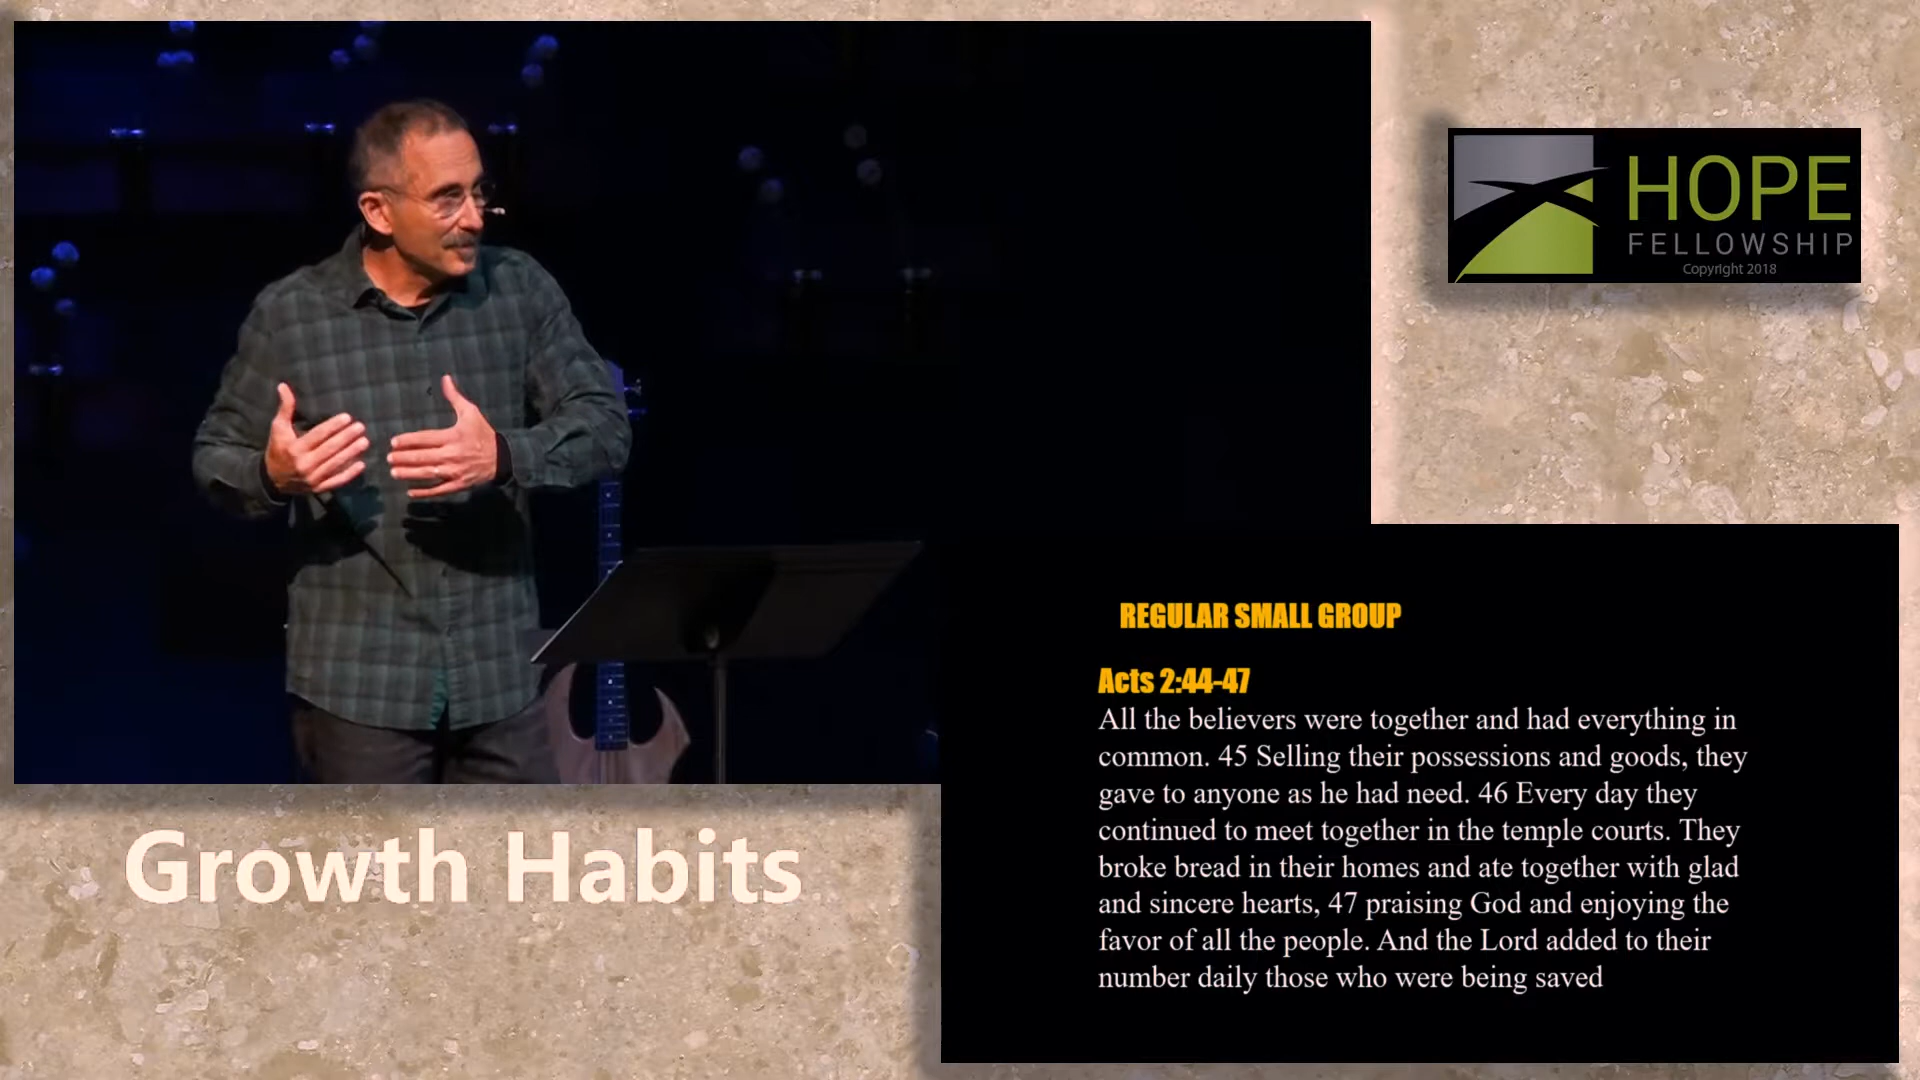 HOPE
FELLOWSHIP
Copyright 2018
REGULAR SMALL GROUP
Acts 2:44-47
All the believers were together and had everything in
common. 45 Selling their possessions and goods, they
gave to anyone as he had need. 46 Every day they
continued to meet together in the temple courts. They
broke bread in their homes and ate together with glad
and sincere hearts, 47 praising God and enjoying the
favor of all the people. And the Lord added to their
number daily those who were being saved
Growth Habits